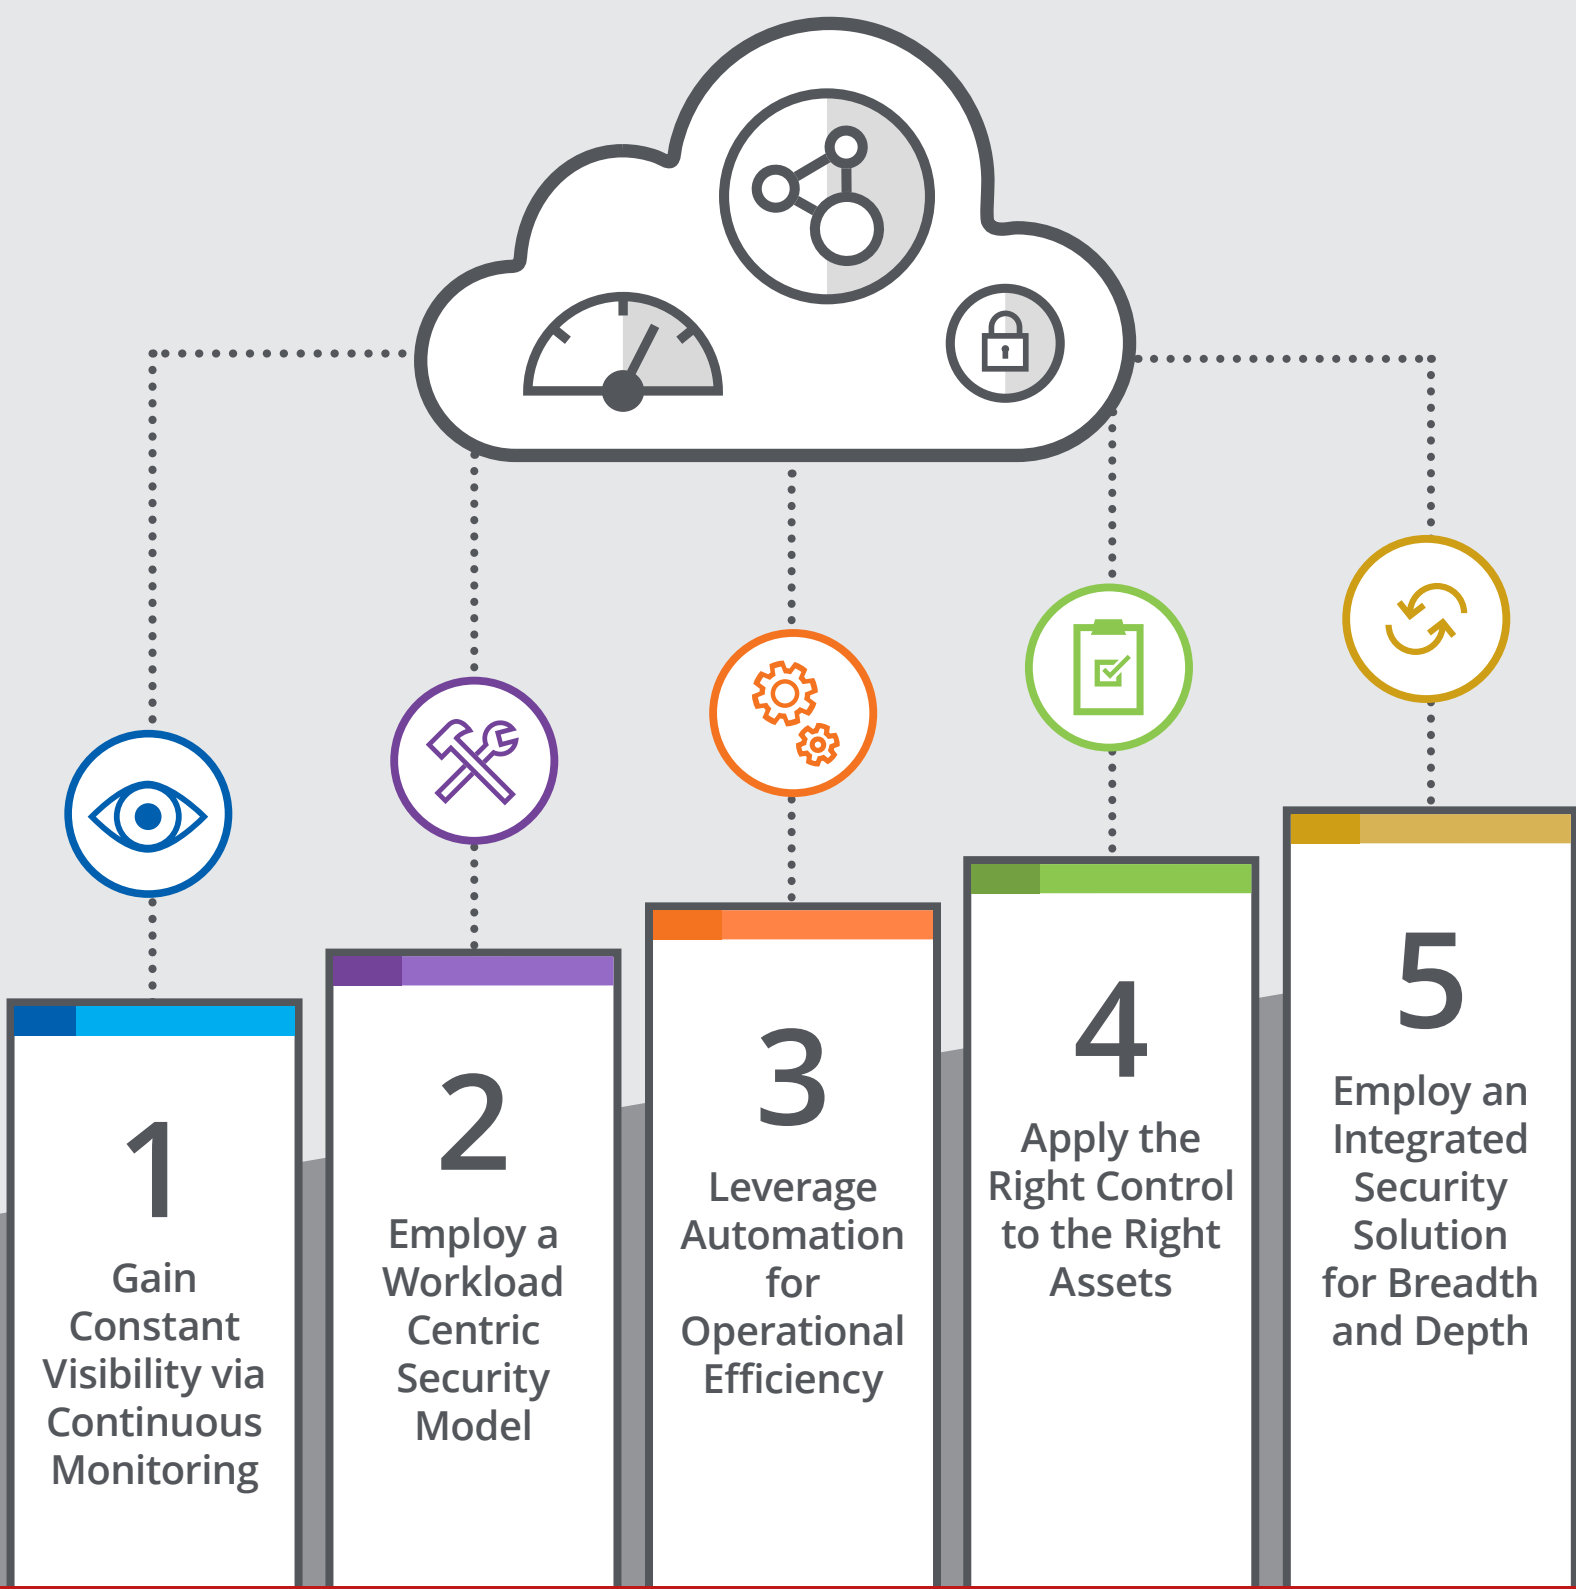 1
Gain
Constant
Visibility via
Continuous
Monitoring
2
Employ a
Workload
Centric
Security
Model
3
Leverage
Automation
for
Operational
Efficiency
4
Apply the
Right Control
to the Right
Assets
5
Employ an
Integrated
Security
Solution
for Breadth
and Depth